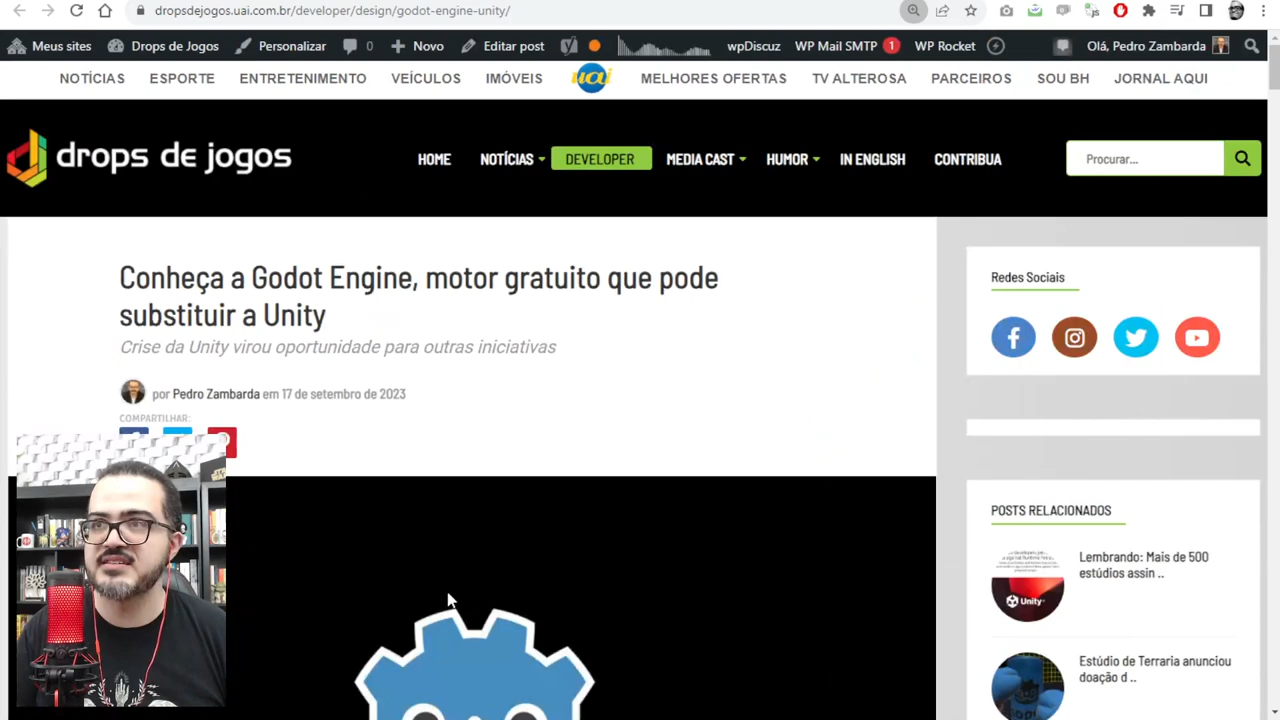 dropsdejogos.uai.com.br/developer/design/godot-engine-unity/
Meus sites Drops de Jogos Personalizar 0 Novo Editar post wpDiscuz WP Mail SMTP 1 WP Rocket Olá, Pedro Zambarda
NOTÍCIAS ESPORTE ENTRETENIMENTO VEÍCULOS IMÓVEIS uai MELHORES OFERTAS TV ALTEROSA PARCEIROS SOU BH JORNAL AQUI
drops de jogos HOME NOTÍCIAS DEVELOPER MEDIA CAST HUMOR IN ENGLISH CONTRIBUA Procurar...
Conheça a Godot Engine, motor gratuito que pode
substituir a Unity
Crise da Unity virou oportunidade para outras iniciativas
por Pedro Zambarda em 17 de setembro de 2023
COMPARTILHAR:
Redes Sociais
POSTS RELACIONADOS
Lembrando: Mais de 500
estúdios assin ..
Unity
Estúdio de Terraria anunciou
doação d ..